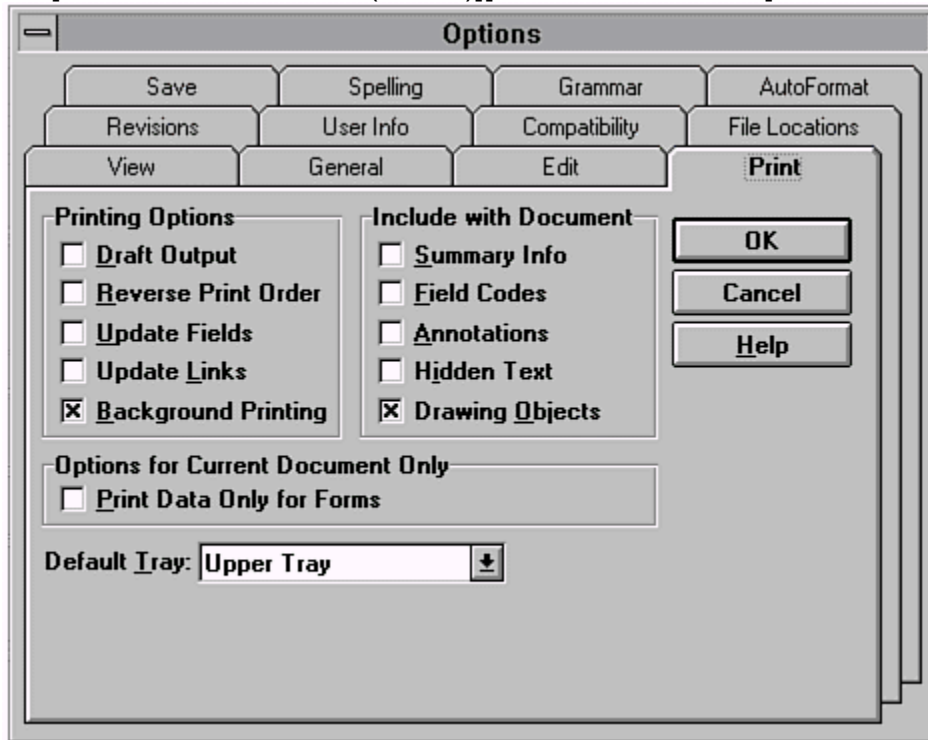 Options
Save Spelling Grammar AutoFormat
Revisions User Info Compatibility File Locations
View General Edit Print
Printing Options
Draft Output
Reverse Print Order
Update Fields
Update Links
Background Printing
Include with Document
Summary Info
Field Codes
Annotations
Hidden Text
Drawing Objects
OK
Cancel
Help
Options for Current Document Only
Print Data Only for Forms
Default Tray: Upper Tray